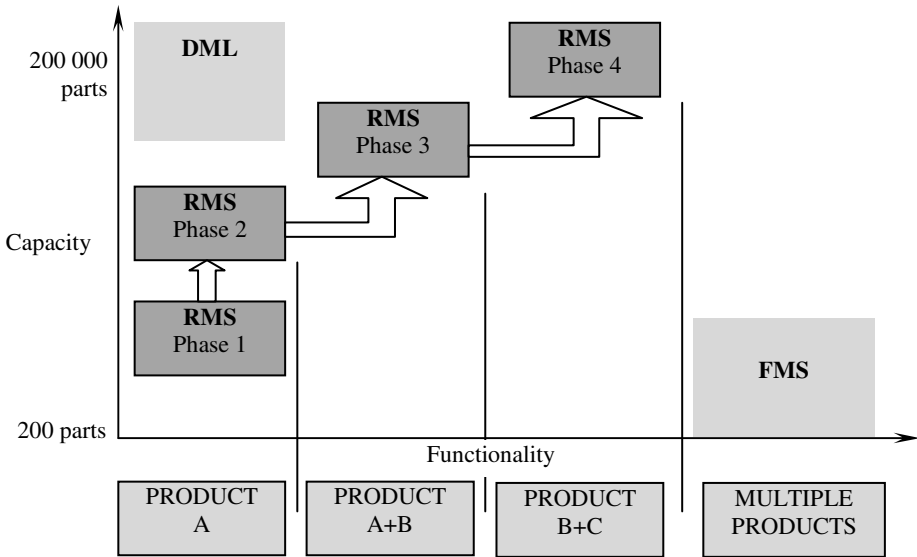 200 000
parts
DML
RMS
Phase 4
RMS
Phase 3
RMS
Phase 2
Capacity
RMS
Phase 1
FMS
200 parts
Functionality
PRODUCT
A
PRODUCT
A+B
PRODUCT
B+C
MULTIPLE
PRODUCTS